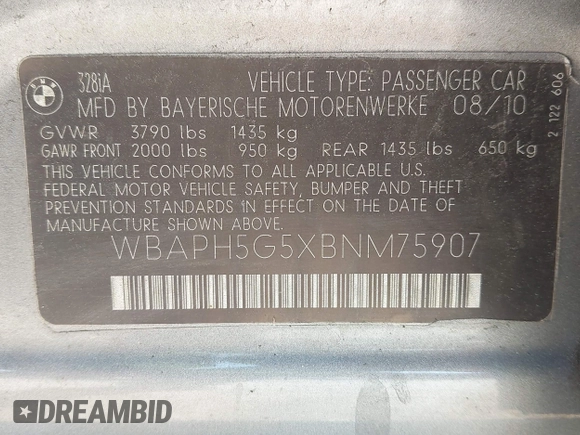 BMW
328iA
VEHICLE TYPE: PASSENGER CAR
MFD BY BAYERISCHE MOTORENWERKE 08/10
GVWR 3790 lbs 1435 kg
GAWR FRONT 2000 lbs 950 kg REAR 1435 lbs 650 kg
THIS VEHICLE CONFORMS TO ALL APPLICABLE U.S.
FEDERAL MOTOR VEHICLE SAFETY, BUMPER AND THEFT
PREVENTION STANDARDS IN EFFECT ON THE DATE OF
MANUFACTURE SHOWN ABOVE.
WBAPH5G5XBNM75907
2 122 606
DREAMBID